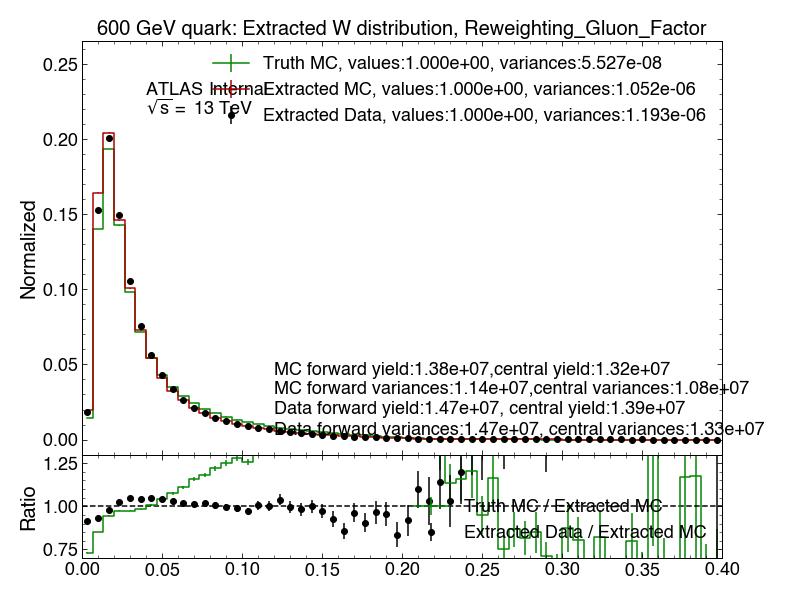 600 GeV quark: Extracted W distribution, Reweighting_Gluon_Factor
Truth MC, values:1.000e+00, variances:5.527e-08
ATLAS Internal
Extracted MC, values:1.000e+00, variances:1.052e-06
√s = 13 TeV
Extracted Data, values:1.000e+00, variances:1.193e-06
Normalized
0.25
0.20
0.15
0.10
0.05
0.00
MC forward yield:1.38e+07,central yield:1.32e+07
MC forward variances:1.14e+07,central variances:1.08e+07
Data forward yield:1.47e+07, central yield:1.39e+07
Data forward variances:1.47e+07, central variances:1.33e+07
Ratio
1.25
1.00
0.75
Truth MC / Extracted MC
Extracted Data / Extracted MC
0.00 0.05 0.10 0.15 0.20 0.25 0.30 0.35 0.40